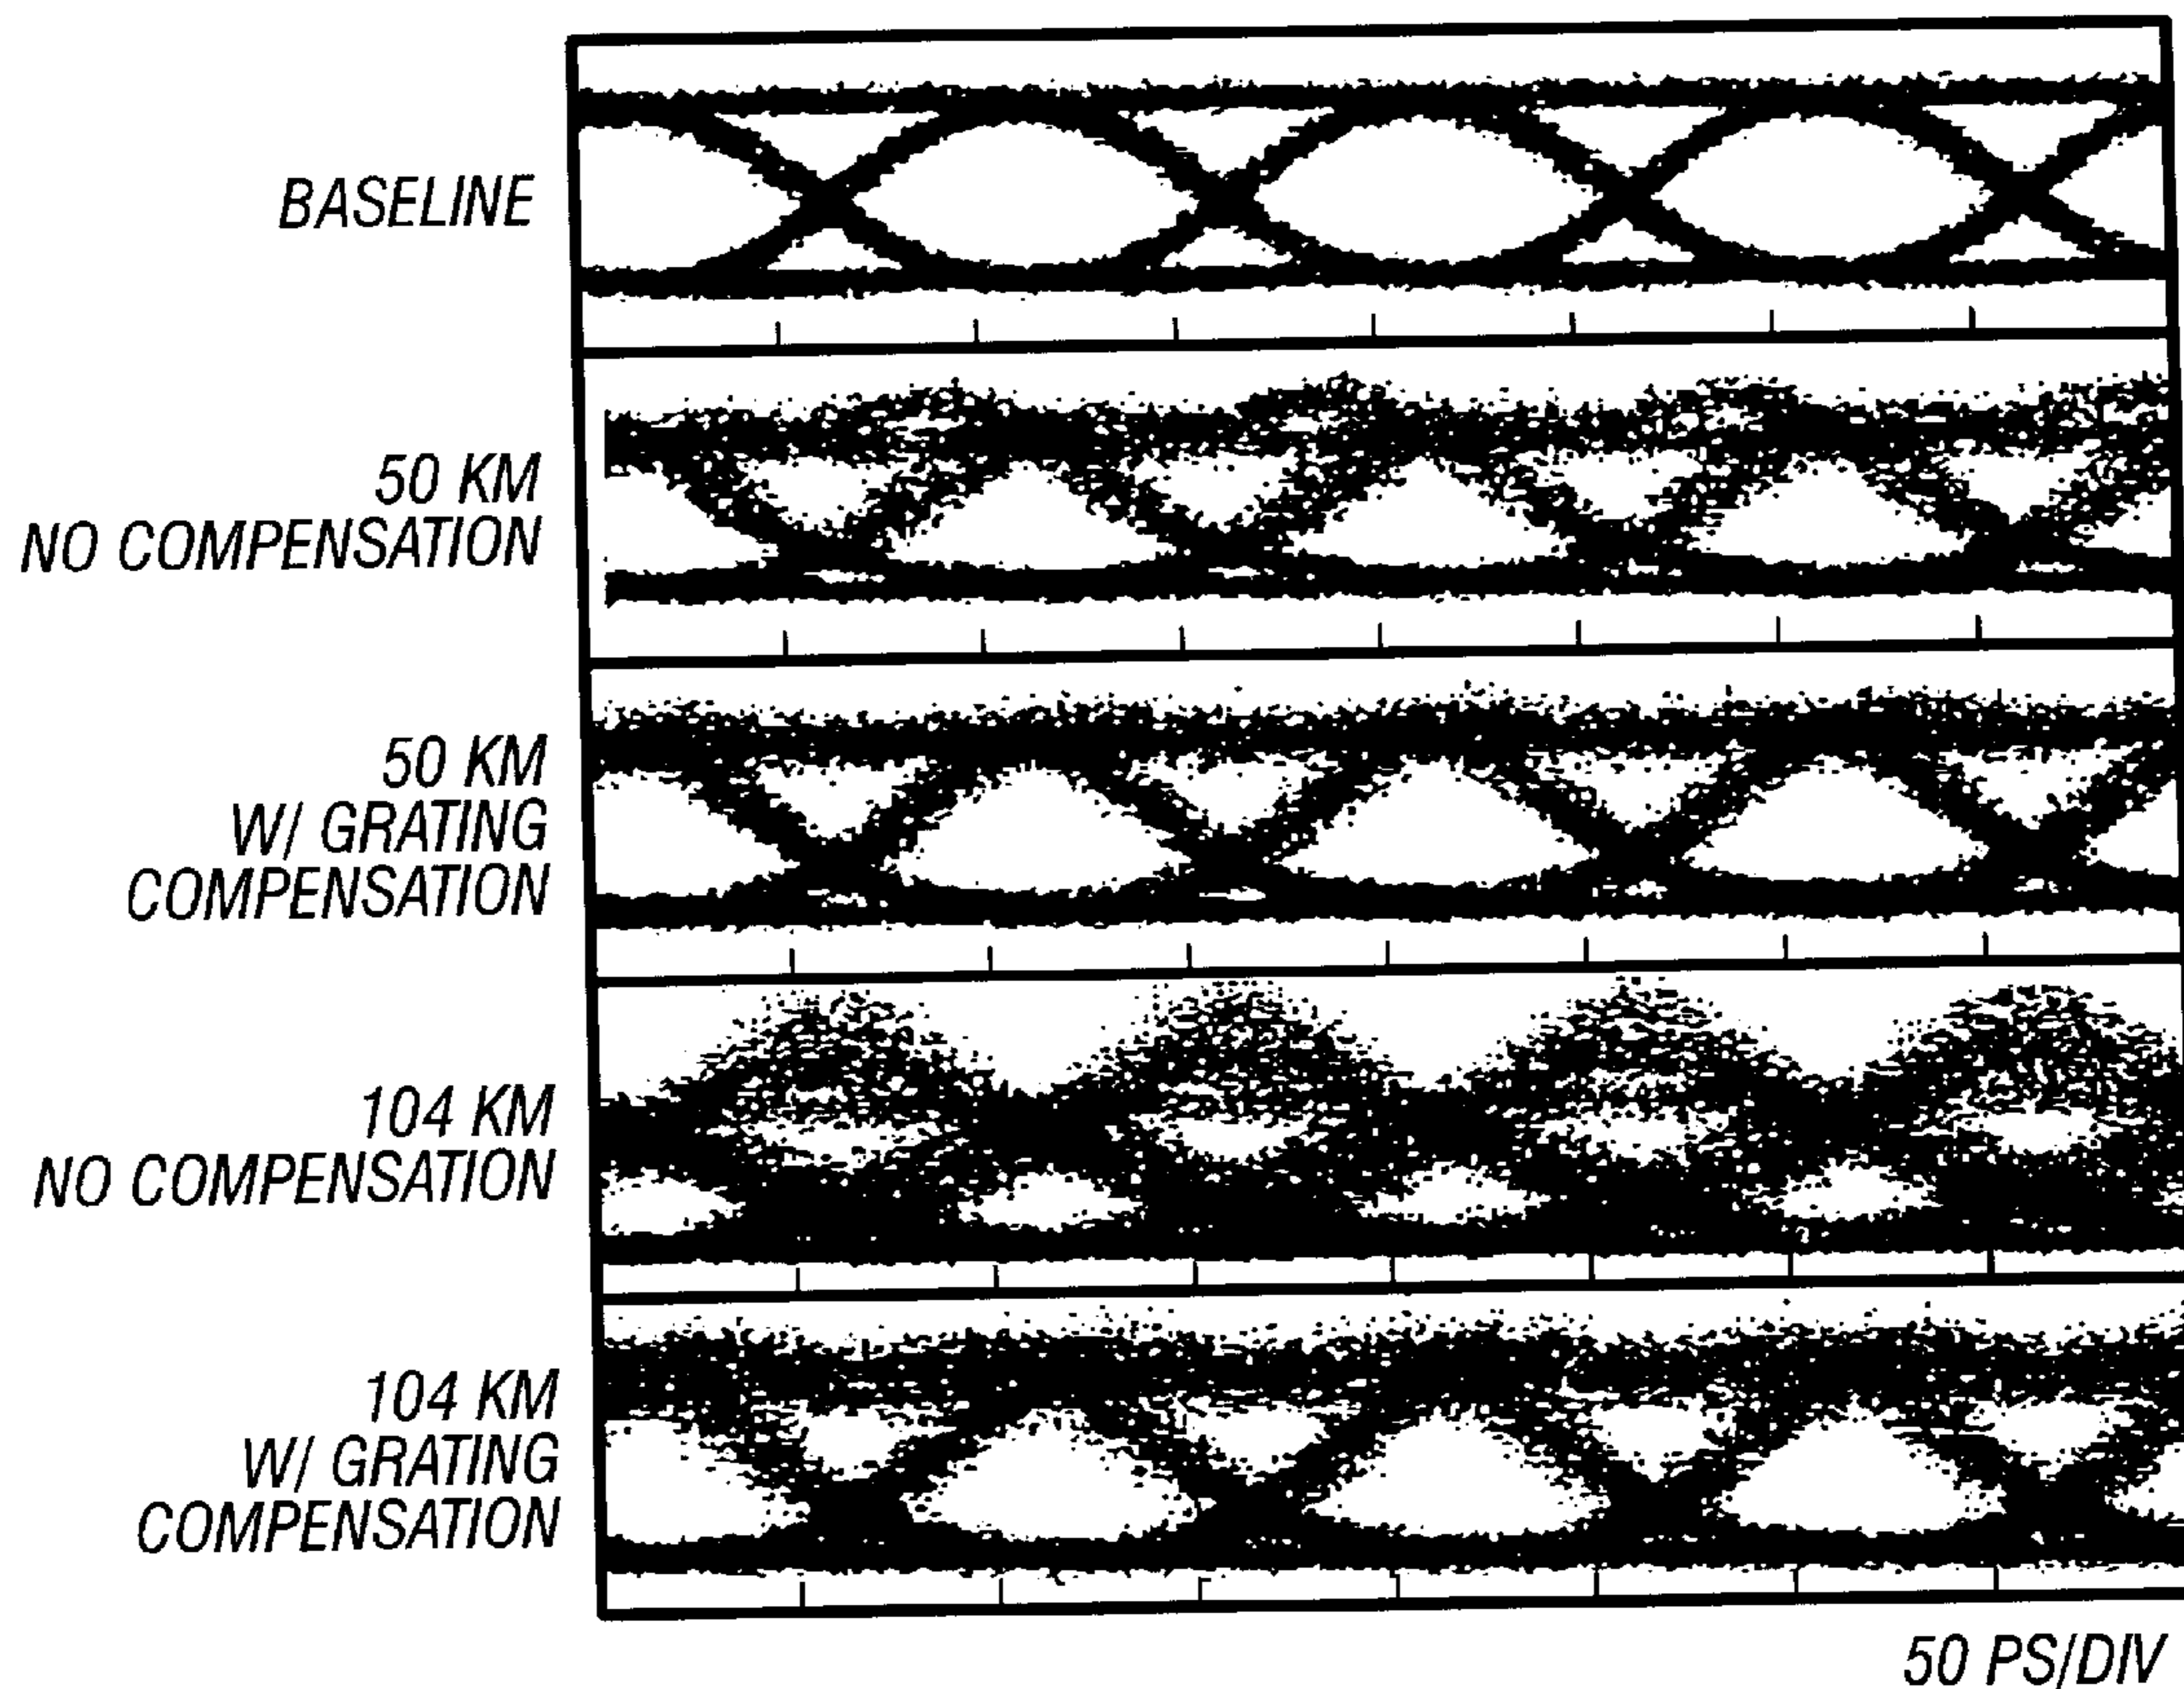 BASELINE
50 KM
NO COMPENSATION
50 KM
W/ GRATING
COMPENSATION
104 KM
NO COMPENSATION
104 KM
W/ GRATING
COMPENSATION
50 PS/DIV